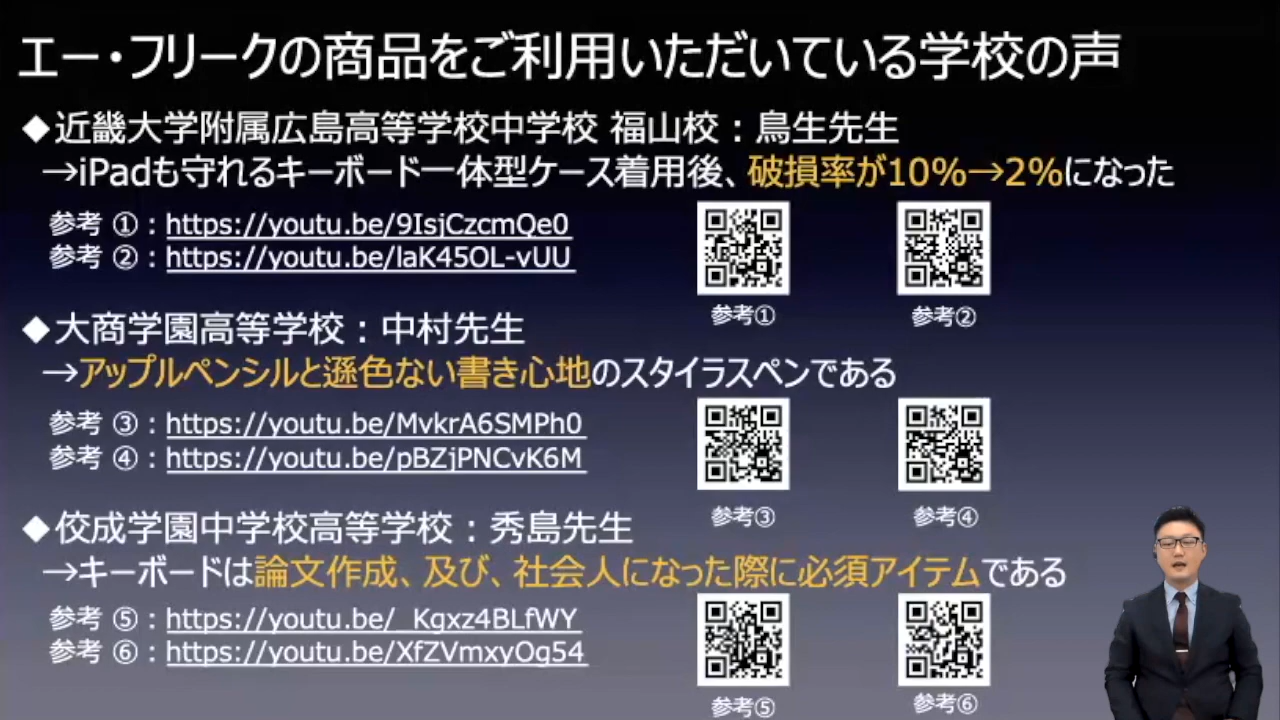 エー・フリークの商品をご利用いただいている学校の声
◆近畿大学附属広島高等学校中学校 福山校：鳥生先生
→iPadも守れるキーボード一体型ケース着用後、破損率が10%→2%になった
参考 ①：https://youtu.be/9IsjCzcmQe0
参考 ②：https://youtu.be/laK45OL-vUU
参考① 参考②
◆大商学園高等学校：中村先生
→アップルペンシルと遜色ない書き心地のスタイラスペンである
参考 ③：https://youtu.be/MvkrA6SMPh0
参考 ④：https://youtu.be/pBZjPNCvK6M
参考③ 参考④
◆佼成学園中学校高等学校：秀島先生
→キーボードは論文作成、及び、社会人になった際に必須アイテムである
参考 ⑤：https://youtu.be/_Kgxz4BLfWY
参考 ⑥：https://youtu.be/XfZVmxyOg54
参考⑤ 参考⑥